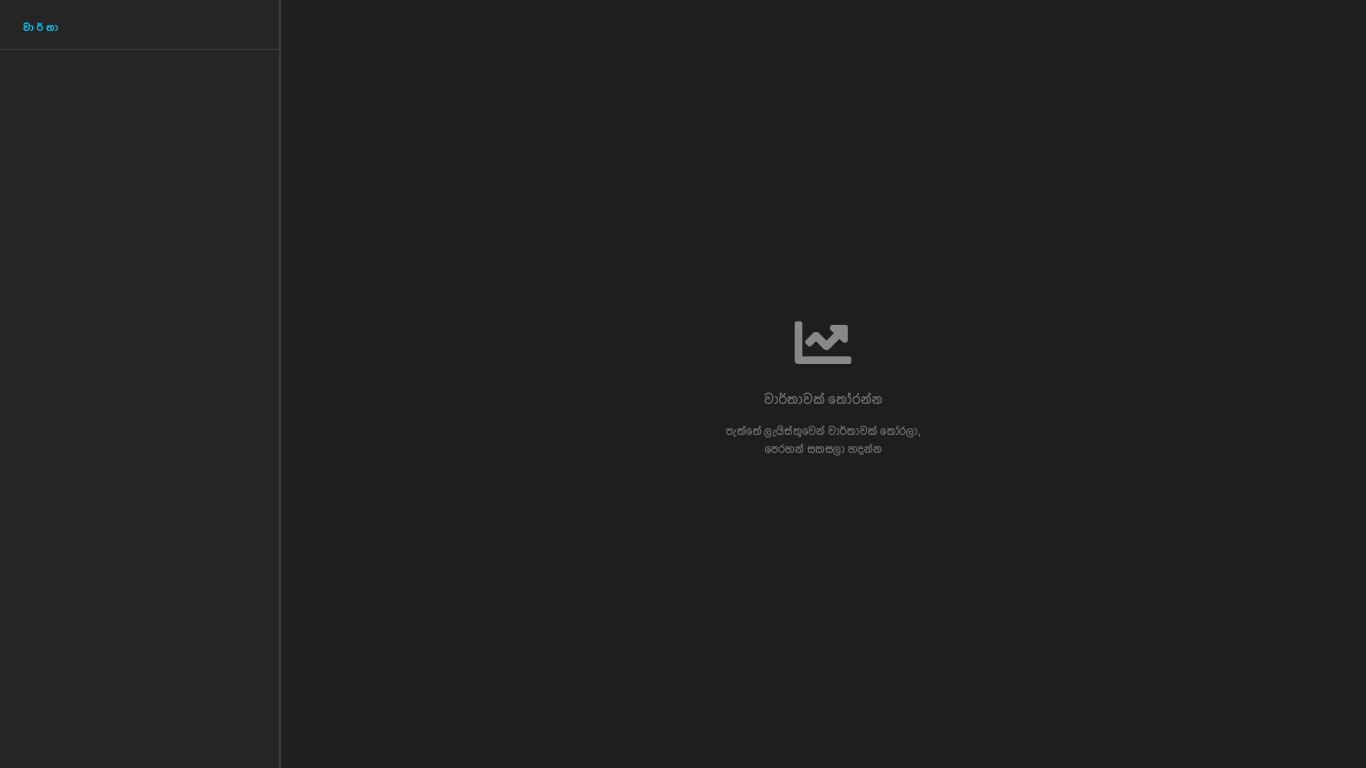 වාර්තා
වාර්තාවක් තෝරන්න
පැත්තේ ලැයිස්තුවෙන් වාර්තාවක් තෝරලා,
පෙරහන් සකසලා හදන්න